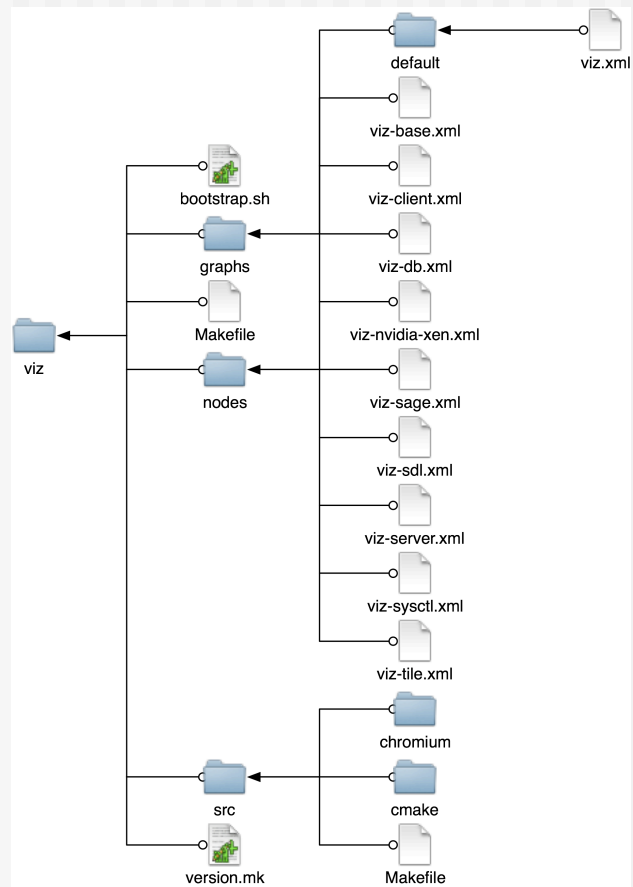 default
viz.xml
viz-base.xml
bootstrap.sh
viz-client.xml
graphs
viz-db.xml
Makefile
viz-nvidia-xen.xml
viz
nodes
viz-sage.xml
viz-sdl.xml
viz-server.xml
viz-sysctl.xml
viz-tile.xml
chromium
src
cmake
version.mk
Makefile